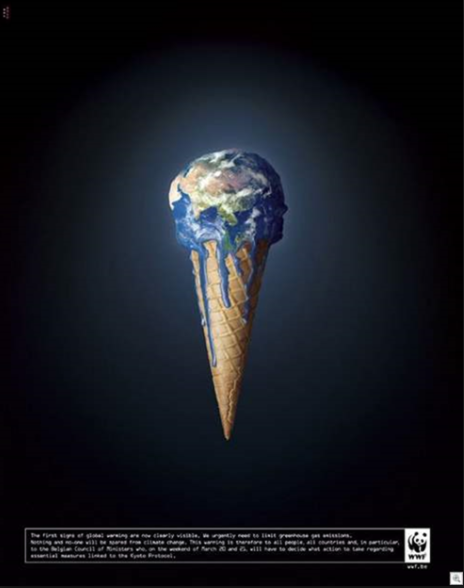 The first signs of global warming are now clearly visible. We urgently need to limit greenhouse gas emissions.
Nothing and no-one will be spared from climate change. This warning is therefore to all people, all countries and, in particular,
to the Belgian Council of Ministers who, on the weekend of March 20 and 21, will have to decide what action to take regarding
essential measures linked to the Kyoto Protocol.
WWF
wwf.be